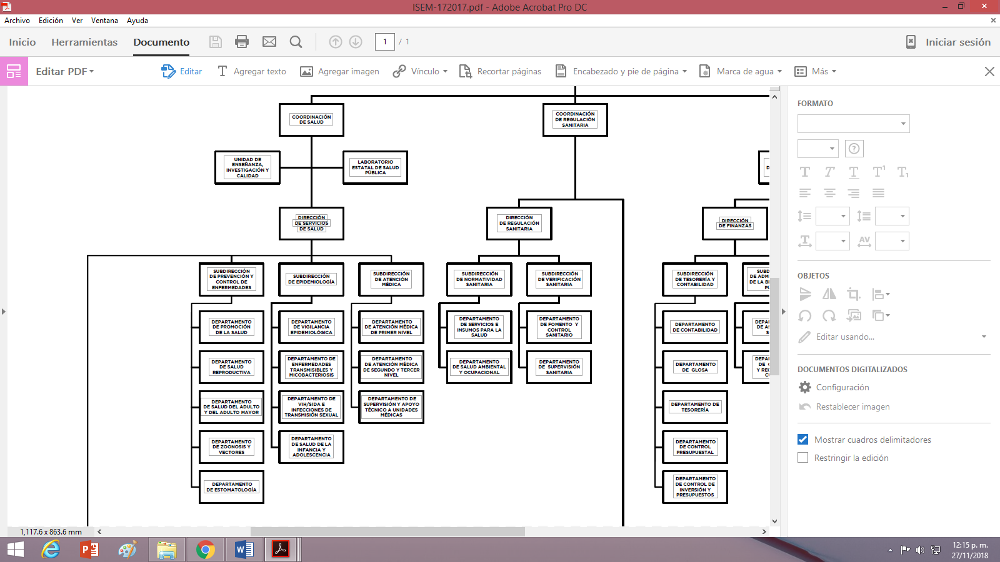 ISEM-172017.pdf - Adobe Acrobat Pro DC
Archivo Edición Ver Ventana Ayuda
Inicio Herramientas Documento 1 / 1 Iniciar sesión
Editar PDF Editar Agregar texto Agregar imagen Vínculo Recortar páginas Encabezado y pie de página Marca de agua Más
COORDINACIÓN
DE SALUD
COORDINACIÓN
DE REGULACIÓN
SANITARIA
UNIDAD DE
ENSEÑANZA,
INVESTIGACIÓN Y
CALIDAD
LABORATORIO
ESTATAL DE SALUD
PÚBLICA
DIRECCIÓN
DE SERVICIOS
DE SALUD
DIRECCIÓN
DE REGULACIÓN
SANITARIA
DIRECCIÓN
DE FINANZAS
SUBDIRECCIÓN
DE PREVENCIÓN Y
CONTROL DE
ENFERMEDADES
SUBDIRECCIÓN
DE EPIDEMIOLOGÍA
SUBDIRECCIÓN
DE ATENCIÓN
MÉDICA
SUBDIRECCIÓN
DE NORMATIVIDAD
SANITARIA
SUBDIRECCIÓN
DE VERIFICACIÓN
SANITARIA
SUBDIRECCIÓN
DE TESORERÍA Y
CONTABILIDAD
SUBD
DE ADM
DE LA B
P
DEPARTAMENTO
DE PROMOCIÓN
DE LA SALUD
DEPARTAMENTO
DE VIGILANCIA
EPIDEMIOLÓGICA
DEPARTAMENTO
DE ATENCIÓN MÉDICA
DE PRIMER NIVEL
DEPARTAMENTO
DE SERVICIOS E
INSUMOS PARA LA
SALUD
DEPARTAMENTO
DE FOMENTO Y
CONTROL
SANITARIO
DEPARTAMENTO
DE CONTABILIDAD
DEPA
DE AS
S
DEPARTAMENTO
DE SALUD
REPRODUCTIVA
DEPARTAMENTO DE
ENFERMEDADES
TRANSMISIBLES Y
MICOBACTERIOSIS
DEPARTAMENTO
DE ATENCIÓN MÉDICA
DE SEGUNDO Y TERCER
NIVEL
DEPARTAMENTO
DE SALUD AMBIENTAL
Y OCUPACIONAL
DEPARTAMENTO
DE SUPERVISIÓN
SANITARIA
DEPARTAMENTO
DE GLOSA
DEPA
DE
Y REC
C
DEPARTAMENTO
DE SALUD DEL ADULTO
Y DEL ADULTO MAYOR
DEPARTAMENTO DE
VIH/SIDA E
INFECCIONES DE
TRANSMISIÓN SEXUAL
DEPARTAMENTO DE
SUPERVISIÓN Y APOYO
TÉCNICO A UNIDADES
MÉDICAS
DEPARTAMENTO DE
TESORERÍA
DEPARTAMENTO
DE ZOONOSIS Y
VECTORES
DEPARTAMENTO
DE SALUD DE LA
INFANCIA Y
ADOLESCENCIA
DEPARTAMENTO
DE CONTROL
PRESUPUESTAL
DEPARTAMENTO
DE ESTOMATOLOGÍA
DEPARTAMENTO
DE CONTROL DE
INVERSIÓN Y
PRESUPUESTOS
FORMATO
OBJETOS
Editar usando...
DOCUMENTOS DIGITALIZADOS
Configuración
Restablecer imagen
Mostrar cuadros delimitadores
Restringir la edición
1,117.6 x 863.6 mm
12:15 p. m.
27/11/2018